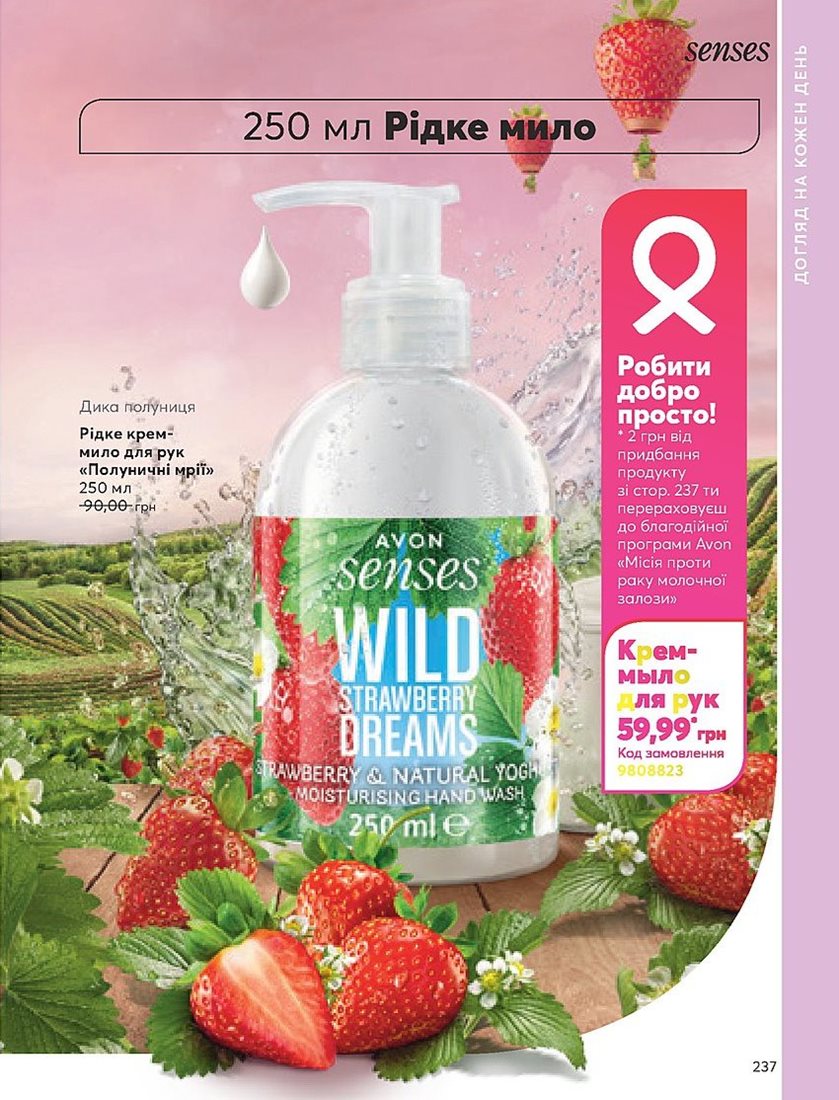 senses
250 мл Рідке мило
ДОГЛЯД НА КОЖЕН ДЕНЬ
Робити
добро
просто!
* 2 грн від
придбання
продукту
зі стор. 237 ти
перераховуєш
до благодійної
програми Avon
«Місія проти
раку молочної
залози»
Дика полуниця
Рідке крем-
мило для рук
«Полуничні мрії»
250 мл
90,00 грн
AVON
senses
WILD
STRAWBERRY
DREAMS
STRAWBERRY & NATURAL YOGH
MOISTURISING HAND WASH
250 ml e
Крем-
мыло
для рук
59,99* грн
Код замовлення
9808823
237